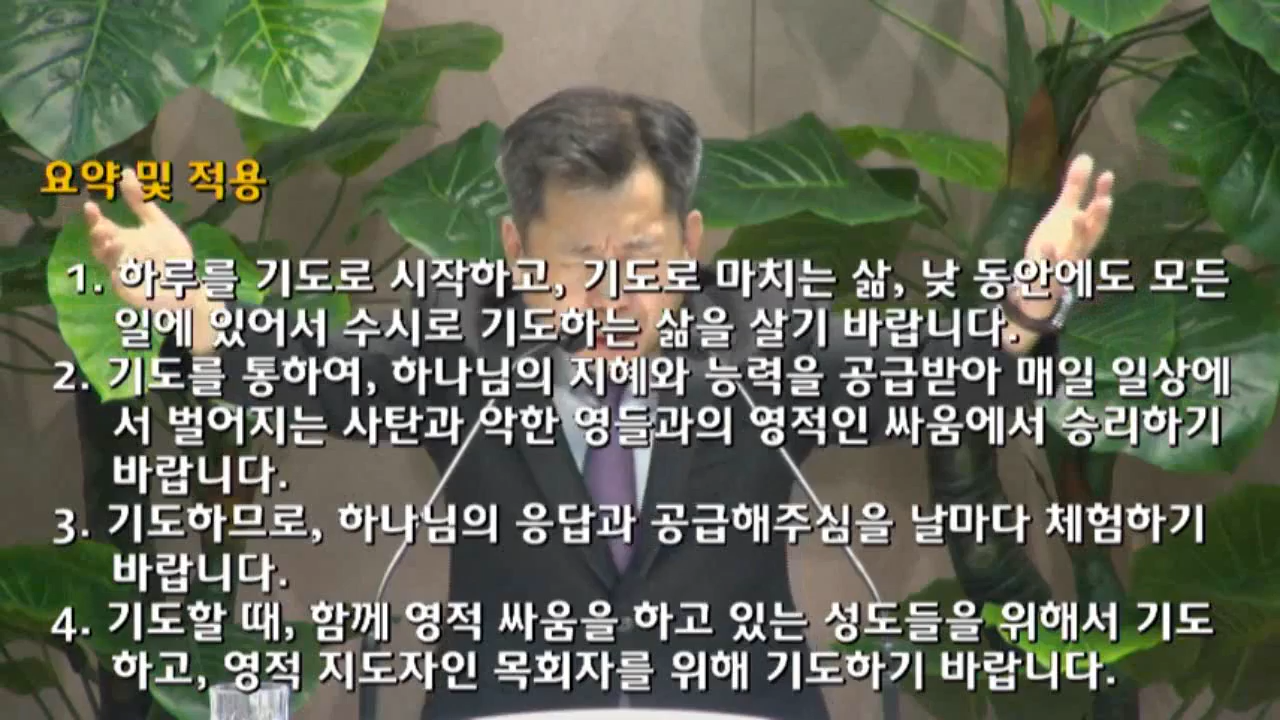 요약 및 적용
1. 하루를 기도로 시작하고, 기도로 마치는 삶, 낮 동안에도 모든
일에 있어서 수시로 기도하는 삶을 살기 바랍니다.
2. 기도를 통하여, 하나님의 지혜와 능력을 공급받아 매일 일상에
서 벌어지는 사탄과 악한 영들과의 영적인 싸움에서 승리하기
바랍니다.
3. 기도하므로, 하나님의 응답과 공급해주심을 날마다 체험하기
바랍니다.
4. 기도할 때, 함께 영적 싸움을 하고 있는 성도들을 위해서 기도
하고, 영적 지도자인 목회자를 위해 기도하기 바랍니다.